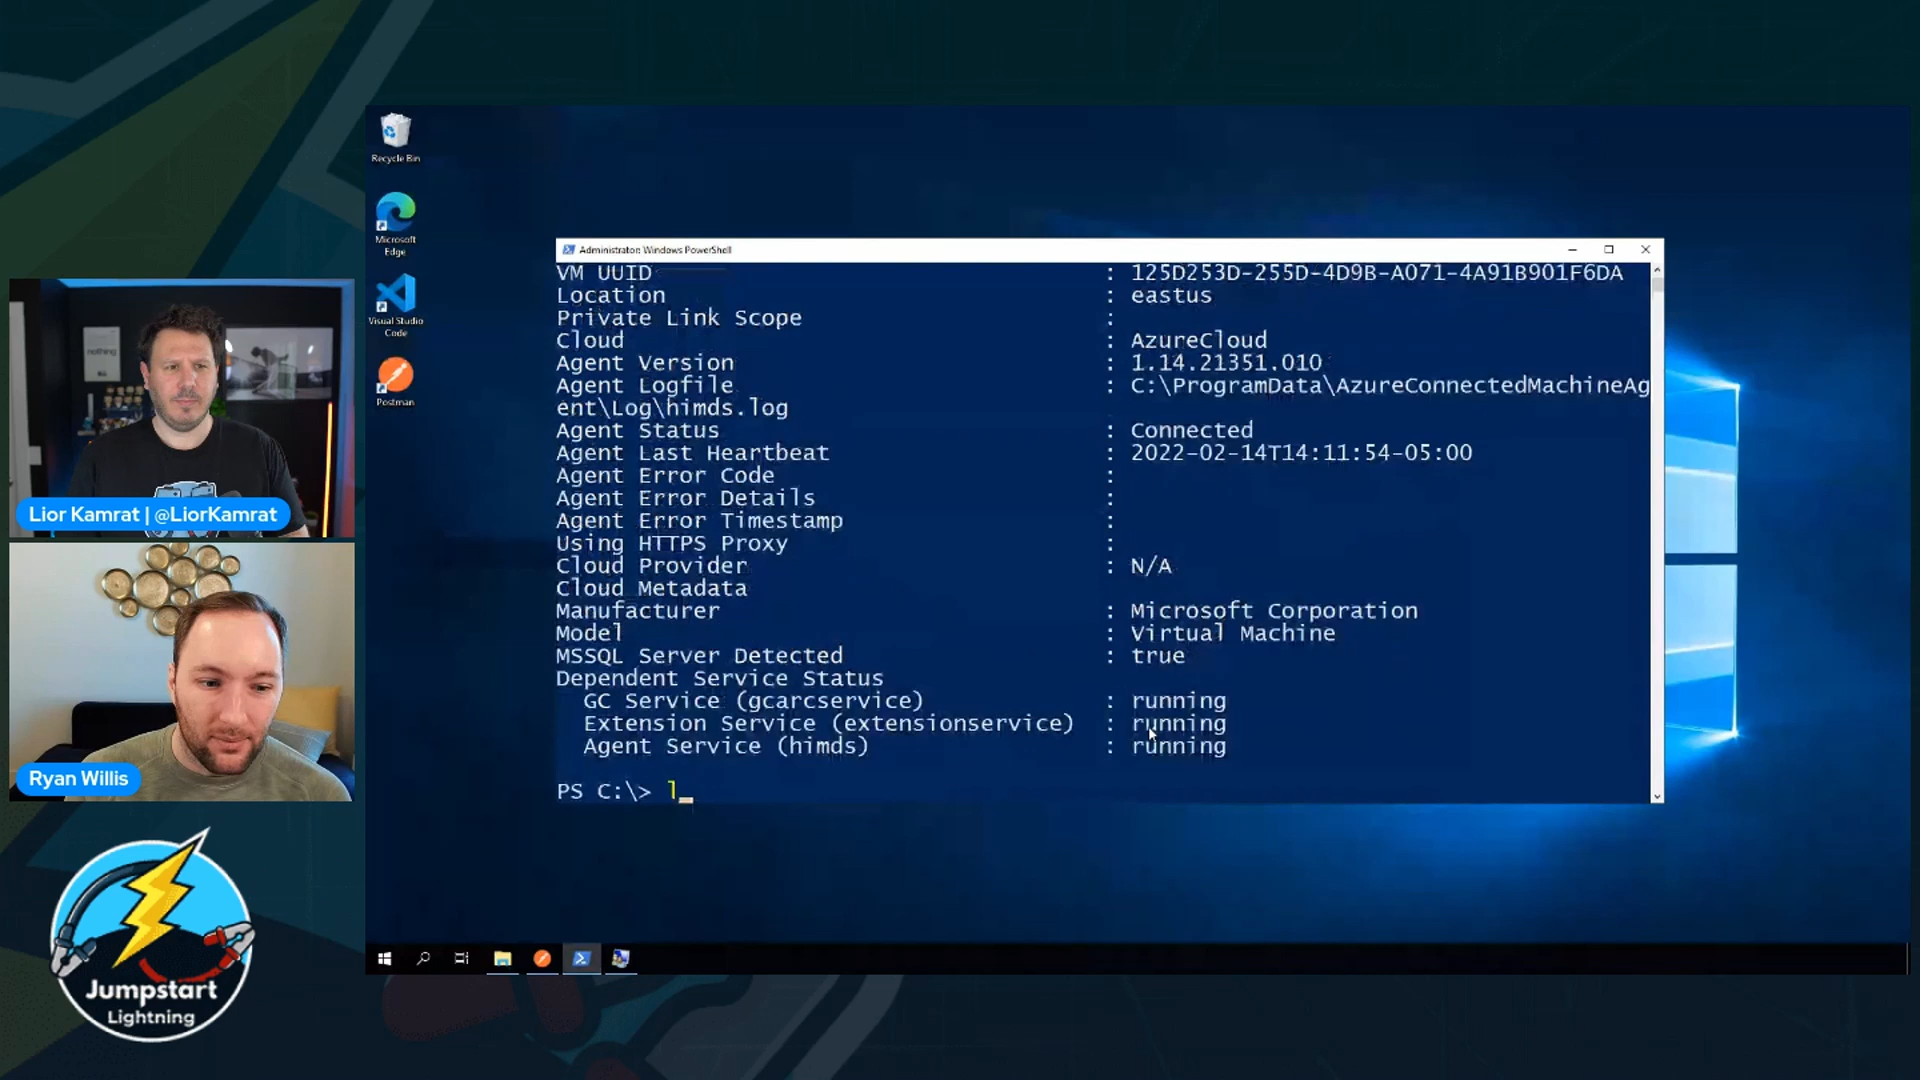 Recycle Bin
Microsoft
Edge
Visual Studio
Code
Postman
Administrator: Windows PowerShell
VM UUID : 125D253D-255D-4D9B-A071-4A91B901F6DA
Location : eastus
Private Link Scope :
Cloud : AzureCloud
Agent Version : 1.14.21351.010
Agent Logfile : C:\ProgramData\AzureConnectedMachineAg
ent\Log\himds.log
Agent Status : Connected
Agent Last Heartbeat : 2022-02-14T14:11:54-05:00
Agent Error Code :
Agent Error Details :
Agent Error Timestamp :
Using HTTPS Proxy :
Cloud Provider : N/A
Cloud Metadata
Manufacturer : Microsoft Corporation
Model : Virtual Machine
MSSQL Server Detected : true
Dependent Service Status
GC Service (gcarcservice) : running
Extension Service (extensionservice) : running
Agent Service (himds) : running
PS C:\> l_
nothing
Lior Kamrat | @LiorKamrat
Ryan Willis
Jumpstart
Lightning